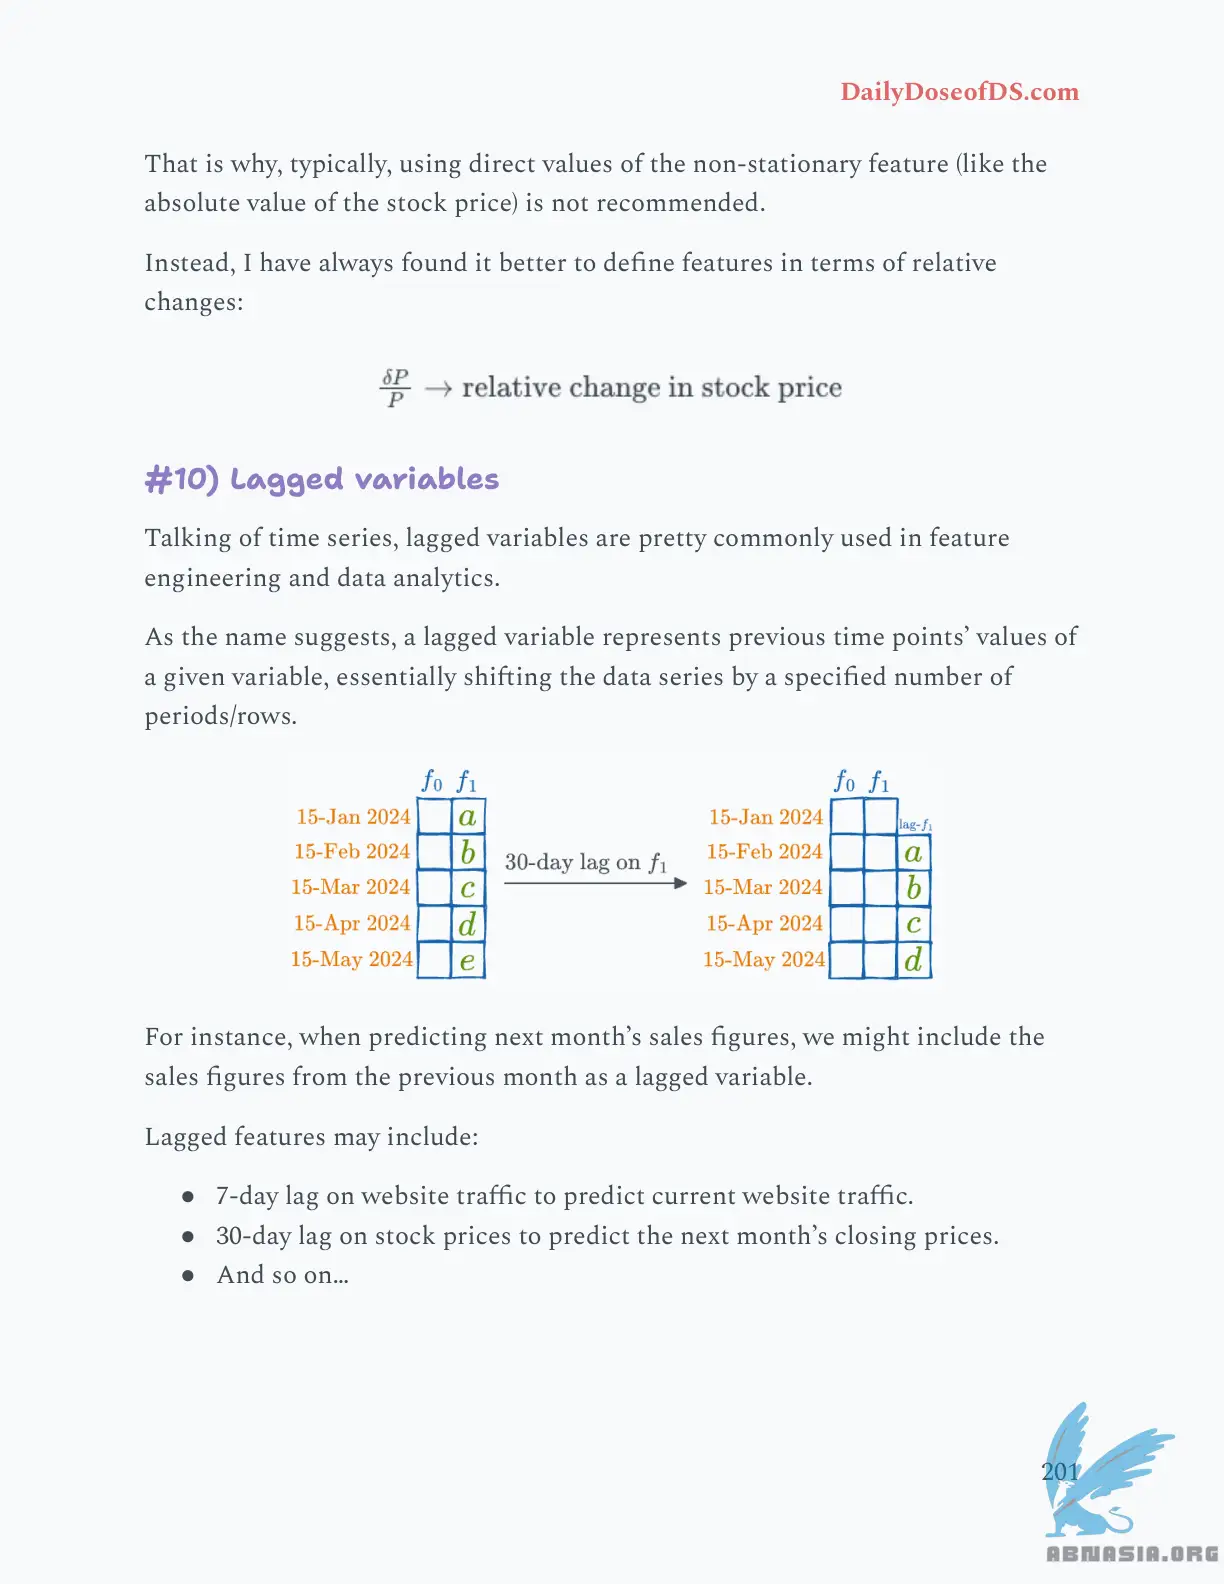 DailyDoseofDS.com
That is why, typically, using direct values of the non-stationary feature (like the
absolute value of the stock price) is not recommended.
Instead, I have always found it better to define features in terms of relative
changes:
δP/P → relative change in stock price
#10) Lagged variables
Talking of time series, lagged variables are pretty commonly used in feature
engineering and data analytics.
As the name suggests, a lagged variable represents previous time points’ values of
a given variable, essentially shifting the data series by a specified number of
periods/rows.
f0 f1
15-Jan 2024 a
15-Feb 2024 b
15-Mar 2024 c
15-Apr 2024 d
15-May 2024 e
30-day lag on f1
f0 f1
15-Jan 2024 lag-f1
15-Feb 2024 a
15-Mar 2024 b
15-Apr 2024 c
15-May 2024 d
For instance, when predicting next month’s sales figures, we might include the
sales figures from the previous month as a lagged variable.
Lagged features may include:
● 7-day lag on website traffic to predict current website traffic.
● 30-day lag on stock prices to predict the next month’s closing prices.
● And so on…
201
ABNASIA.ORG